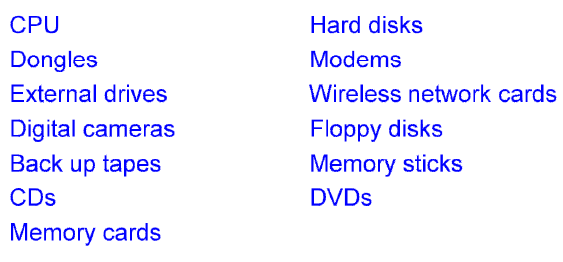 CPU
Dongles
External drives
Digital cameras
Back up tapes
CDs
Memory cards
Hard disks
Modems
Wireless network cards
Floppy disks
Memory sticks
DVDs